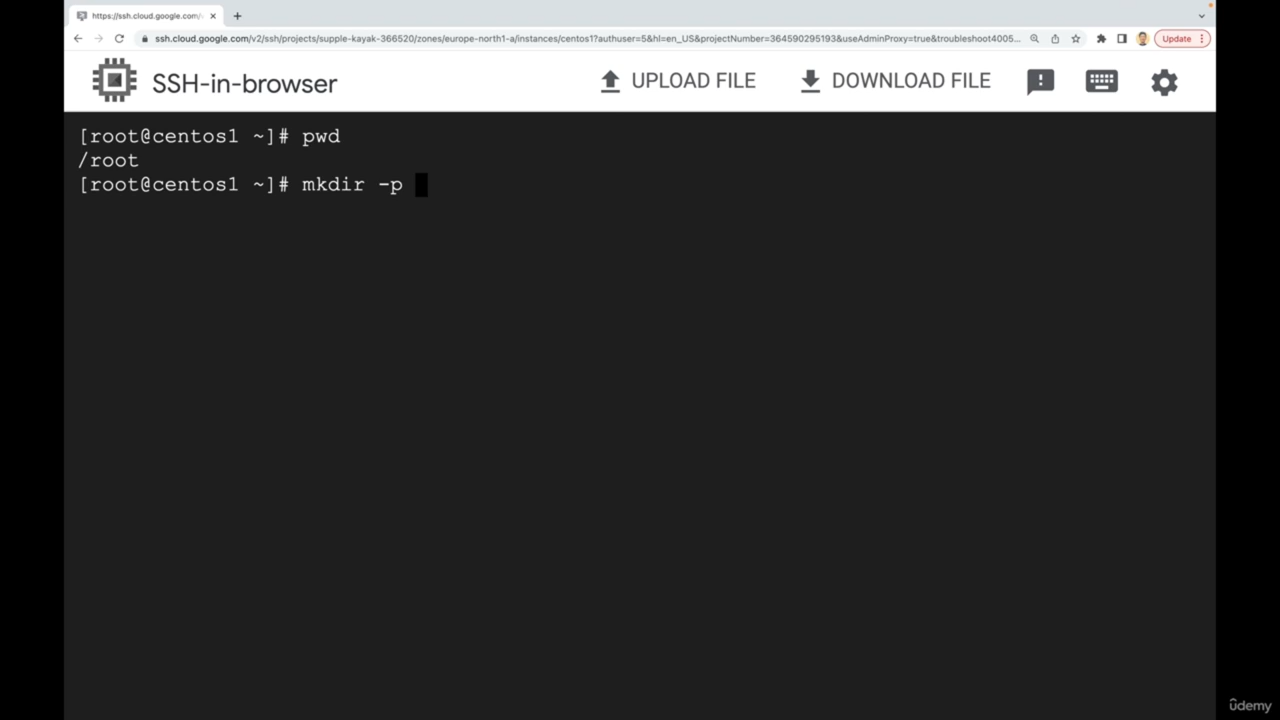 https://ssh.cloud.google.com/v
ssh.cloud.google.com/v2/ssh/projects/supple-kayak-366520/zones/europe-north1-a/instances/centos1?authuser=5&hl=en_US&projectNumber=364590295193&useAdminProxy=true&troubleshoot4005...
Update
SSH-in-browser
UPLOAD FILE
DOWNLOAD FILE
[root@centos1 ~]# pwd
/root
[root@centos1 ~]# mkdir -p
ûdemy